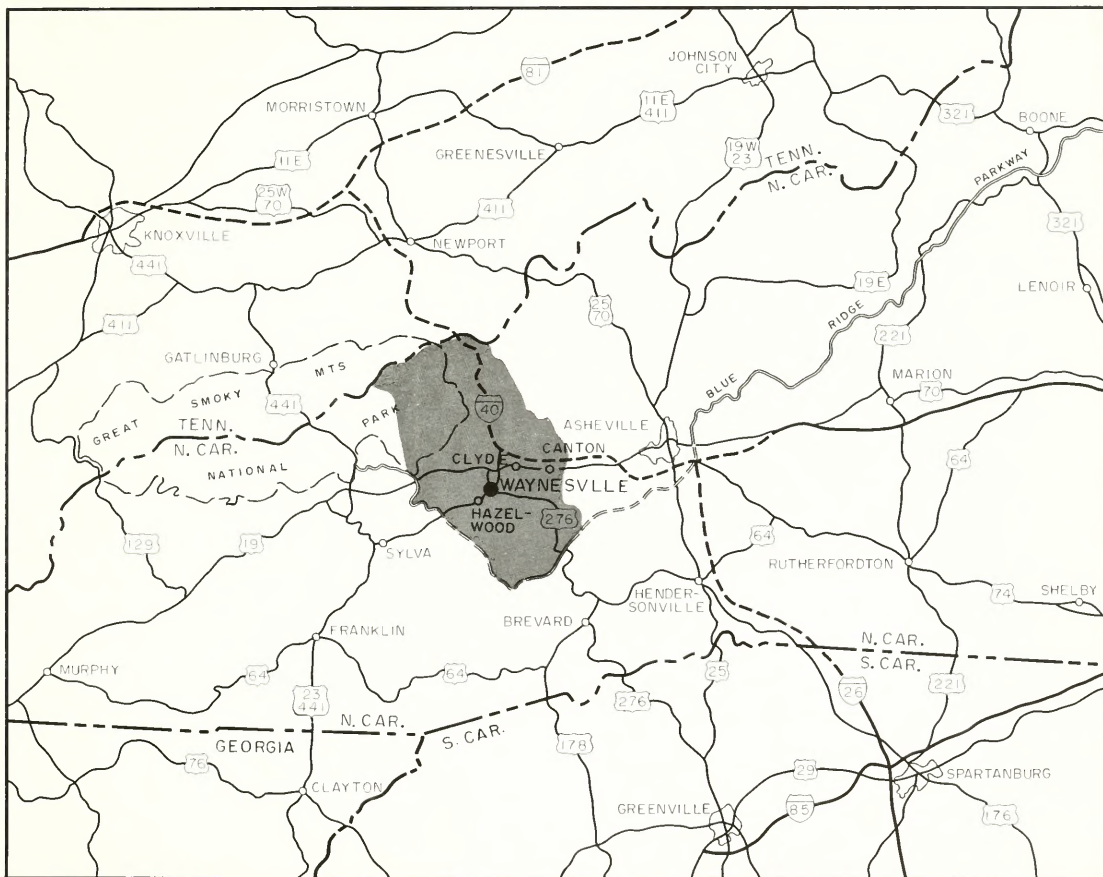 JOHNSON
CITY
81
MORRISTOWN
11E
411
321
BOONE
GREENESVILLE
19W
23
TENN.
N. CAR.
11E
25W
70
411
BLUE
RIDGE
PARKWAY
KNOXVILLE
441
NEWPORT
321
19E
LENOIR
411
25
70
221
GATLINBURG
MARION
70
GREAT
SMOKY
MTS
NATIONAL
PARK
441
40
TENN.
N. CAR.
ASHEVILLE
CANTON
CLYDE
64
WAYNESVLLE
HAZEL-
WOOD
276
129
19
SYLVA
64
RUTHERFORDTON
HENDER-
SONVILLE
74
SHELBY
BREVARD
FRANKLIN
MURPHY
64
23
441
64
N. CAR.
S. CAR.
25
276
26
221
N. CAR.
S. CAR.
GEORGIA
76
178
29
SPARTANBURG
CLAYTON
GREENVILLE
85
176